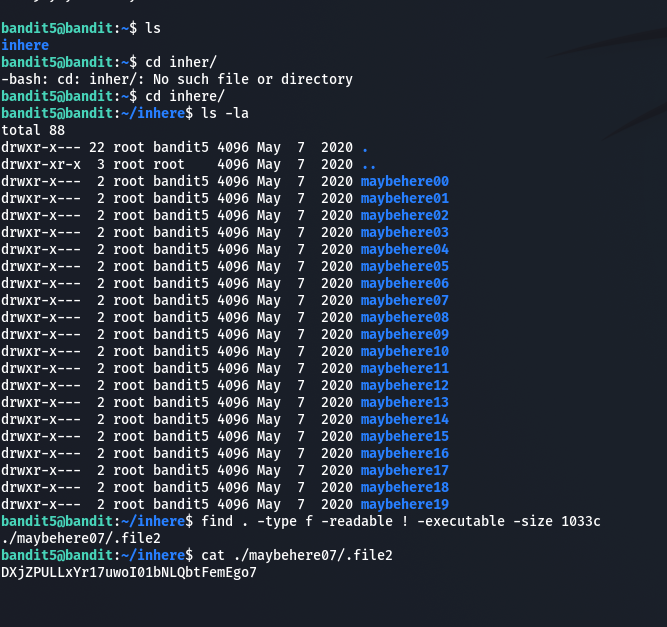 bandit5@bandit:~$ ls
inhere
bandit5@bandit:~$ cd inher/
-bash: cd: inher/: No such file or directory
bandit5@bandit:~$ cd inhere/
bandit5@bandit:~/inhere$ ls -la
total 88
drwxr-x--- 22 root bandit5 4096 May  7  2020 .
drwxr-xr-x  3 root root    4096 May  7  2020 ..
drwxr-x---  2 root bandit5 4096 May  7  2020 maybehere00
drwxr-x---  2 root bandit5 4096 May  7  2020 maybehere01
drwxr-x---  2 root bandit5 4096 May  7  2020 maybehere02
drwxr-x---  2 root bandit5 4096 May  7  2020 maybehere03
drwxr-x---  2 root bandit5 4096 May  7  2020 maybehere04
drwxr-x---  2 root bandit5 4096 May  7  2020 maybehere05
drwxr-x---  2 root bandit5 4096 May  7  2020 maybehere06
drwxr-x---  2 root bandit5 4096 May  7  2020 maybehere07
drwxr-x---  2 root bandit5 4096 May  7  2020 maybehere08
drwxr-x---  2 root bandit5 4096 May  7  2020 maybehere09
drwxr-x---  2 root bandit5 4096 May  7  2020 maybehere10
drwxr-x---  2 root bandit5 4096 May  7  2020 maybehere11
drwxr-x---  2 root bandit5 4096 May  7  2020 maybehere12
drwxr-x---  2 root bandit5 4096 May  7  2020 maybehere13
drwxr-x---  2 root bandit5 4096 May  7  2020 maybehere14
drwxr-x---  2 root bandit5 4096 May  7  2020 maybehere15
drwxr-x---  2 root bandit5 4096 May  7  2020 maybehere16
drwxr-x---  2 root bandit5 4096 May  7  2020 maybehere17
drwxr-x---  2 root bandit5 4096 May  7  2020 maybehere18
drwxr-x---  2 root bandit5 4096 May  7  2020 maybehere19
bandit5@bandit:~/inhere$ find . -type f -readable ! -executable -size 1033c
./maybehere07/.file2
bandit5@bandit:~/inhere$ cat ./maybehere07/.file2
DXjZPULLxYr17uwoI01bNLQbtFemEgo7